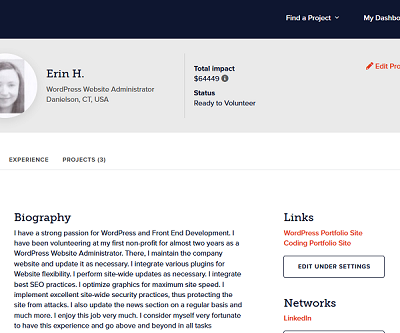 Find a Project
My Dashbo
Erin H.
WordPress Website Administrator
Danielson, CT, USA
Total impact
$64449
Status
Ready to Volunteer
Edit Pro
EXPERIENCE
PROJECTS (3)
Biography
I have a strong passion for WordPress and Front End Development. I
have been volunteering at my first non-profit for almost two years as a
WordPress Website Administrator. There, I maintain the company
website and update it as necessary. I integrate various plugins for
Website flexibility. I perform site-wide updates as necessary. I integrate
best SEO practices. I optimize graphics for maximum site speed. I
implement excellent site-wide security practices, thus protecting the
site from attacks. I also update the news section on a regular basis and
much more. I enjoy this job very much. I consider myself very fortunate
to have this experience and go above and beyond in all tasks
Links
WordPress Portfolio Site
Coding Portfolio Site
EDIT UNDER SETTINGS
Networks
LinkedIn